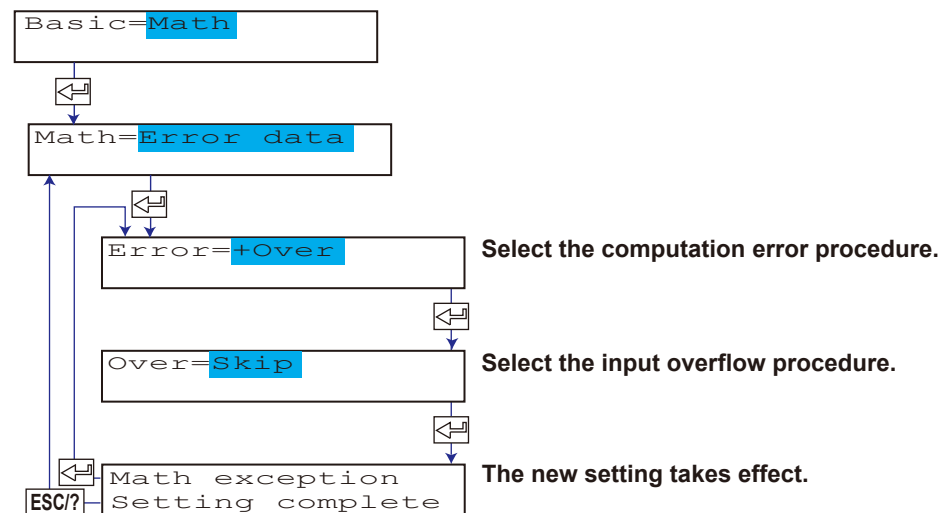 Basic=Math
Math=Error data
Error=+Over
Select the computation error procedure.
Over=Skip
Select the input overflow procedure.
Math exception
Setting complete
The new setting takes effect.
ESC/?